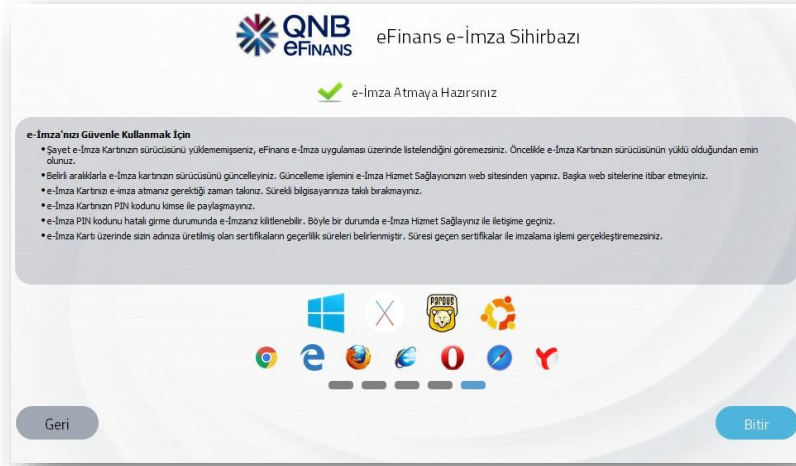 QNB
eFİNANS
eFinans e-İmza Sihirbazı
e-İmza Atmaya Hazırsınız
e-İmza'nızı Güvenle Kullanmak İçin
• Şayet e-İmza Kartınızın sürücüsünü yüklememişseniz, eFinans e-İmza uygulaması üzerinde listelendiğini göremezsiniz. Öncelikle e-İmza Kartınızın sürücüsünün yüklü olduğundan emin
olunuz.
• Belirli aralıklarla e-İmza kartınızın sürücüsünü güncelleyiniz. Güncelleme işlemini e-İmza Hizmet Sağlayıcınızın web sitesinden yapınız. Başka web sitelerine itibar etmeyiniz.
• e-İmza Kartınızı e-imza atmanız gerektiği zaman takınız. Sürekli bilgisayarınıza takılı bırakmayınız.
• e-İmza Kartınızın PIN kodunu kimse ile paylaşmayınız.
• e-İmza PIN kodunu hatalı girme durumunda e-İmzanız kilitlenebilir. Böyle bir durumda e-İmza Hizmet Sağlayınız ile iletişime geçiniz.
• e-İmza Kartı üzerinde sizin adınıza üretilmiş olan sertifikaların geçerlilik süreleri belirlenmiştir. Süresi geçen sertifikalar ile imzalama işlemi gerçekleştiremezsiniz.
PARDUS
Geri
Bitir